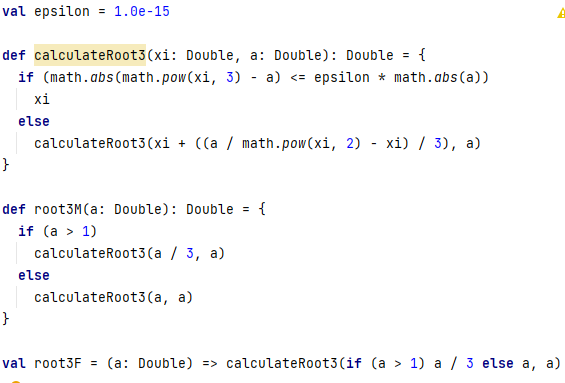 val epsilon = 1.0e-15
def calculateRoot3(xi: Double, a: Double): Double = {
  if (math.abs(math.pow(xi, 3) - a) <= epsilon * math.abs(a))
    xi
  else
    calculateRoot3(xi + ((a / math.pow(xi, 2) - xi) / 3), a)
}
def root3M(a: Double): Double = {
  if (a > 1)
    calculateRoot3(a / 3, a)
  else
    calculateRoot3(a, a)
}
val root3F = (a: Double) => calculateRoot3(if (a > 1) a / 3 else a, a)